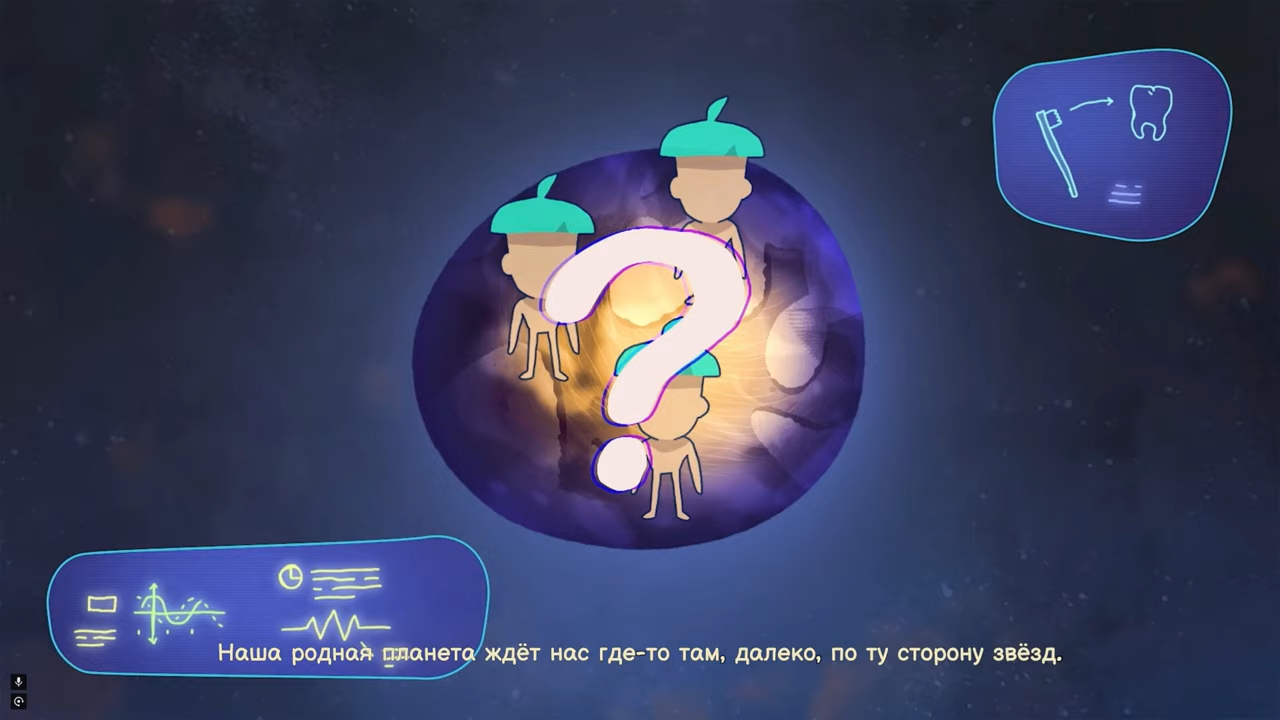 Наша родная планета ждёт нас где-то там, далеко, по ту сторону звёзд.